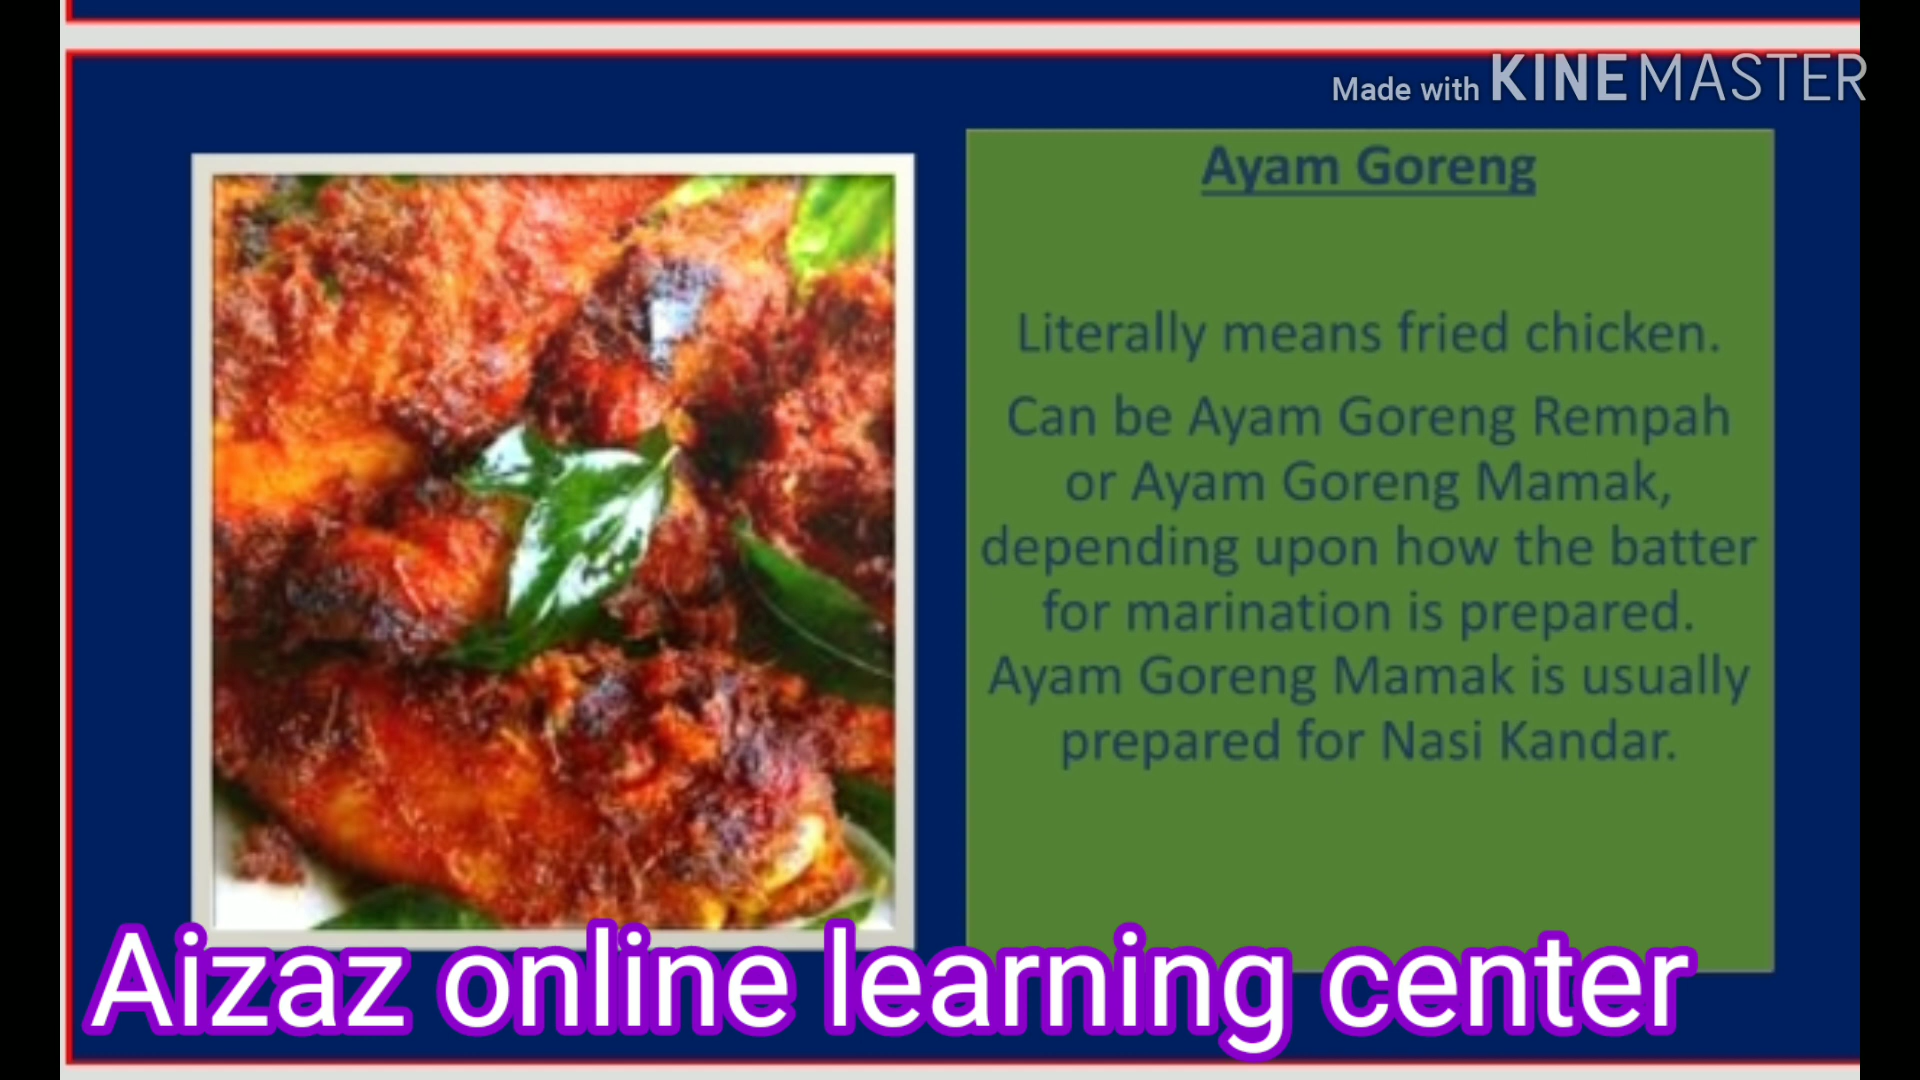 Made with KINEMASTER
Ayam Goreng
Literally means fried chicken.
Can be Ayam Goreng Rempah
or Ayam Goreng Mamak,
depending upon how the batter
for marination is prepared.
Ayam Goreng Mamak is usually
prepared for Nasi Kandar.
Aizaz online learning center